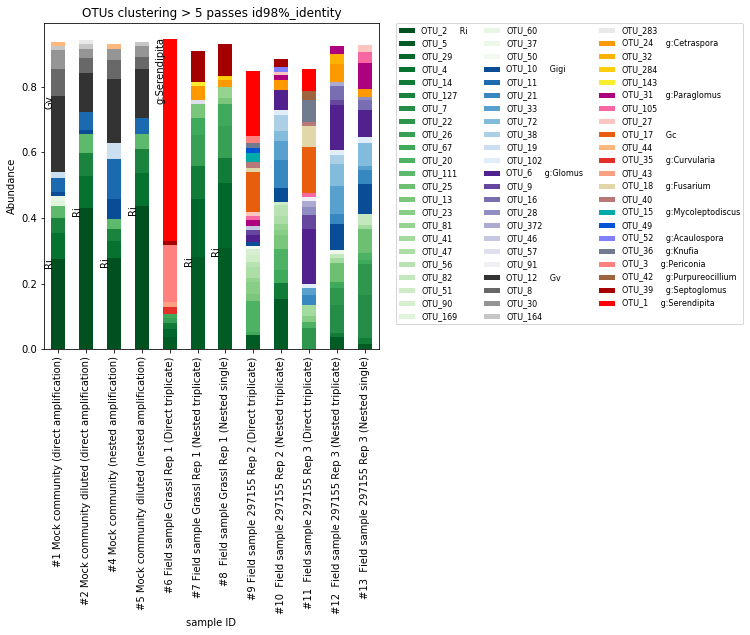 OTUs clustering > 5 passes id98%_identity
Abundance
0.8
0.6
0.4
0.2
0.0
Gv
Ri
Ri
Ri
Ri
g:Serendipita
Ri
Ri
#1 Mock community (direct amplification)
#2 Mock community diluted (direct amplification)
#4 Mock community (nested amplification)
#5 Mock community diluted (nested amplification)
#6 Field sample Grassl Rep 1 (Direct triplicate)
#7 Field sample Grassl Rep 1 (Nested triplicate)
#8 Field sample Grassl Rep 1 (Nested single)
#9 Field sample 297155 Rep 2 (Direct triplicate)
#10 Field sample 297155 Rep 2 (Nested triplicate)
#11 Field sample 297155 Rep 3 (Direct triplicate)
#12 Field sample 297155 Rep 3 (Nested triplicate)
#13 Field sample 297155 Rep 3 (Nested single)
sample ID
OTU_2 Ri
OTU_5
OTU_29
OTU_4
OTU_14
OTU_127
OTU_7
OTU_22
OTU_26
OTU_67
OTU_20
OTU_111
OTU_25
OTU_13
OTU_23
OTU_81
OTU_41
OTU_47
OTU_56
OTU_82
OTU_51
OTU_90
OTU_169
OTU_60
OTU_37
OTU_50
OTU_10 Gigi
OTU_11
OTU_21
OTU_33
OTU_72
OTU_38
OTU_19
OTU_102
OTU_6 g:Glomus
OTU_9
OTU_16
OTU_28
OTU_372
OTU_46
OTU_57
OTU_91
OTU_12 Gv
OTU_8
OTU_30
OTU_164
OTU_283
OTU_24 g:Cetraspora
OTU_32
OTU_284
OTU_143
OTU_31 g:Paraglomus
OTU_105
OTU_27
OTU_17 Gc
OTU_44
OTU_35 g:Curvularia
OTU_43
OTU_18 g:Fusarium
OTU_40
OTU_15 g:Mycoleptodiscus
OTU_49
OTU_52 g:Acaulospora
OTU_36 g:Knufia
OTU_3 g:Periconia
OTU_42 g:Purpureocillium
OTU_39 g:Septoglomus
OTU_1 g:Serendipita